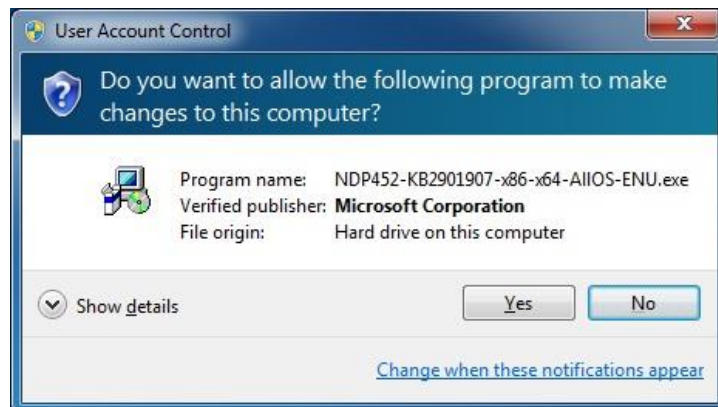 User Account Control
Do you want to allow the following program to make
changes to this computer?
Program name: NDP452-KB2901907-x86-x64-AllOS-ENU.exe
Verified publisher: Microsoft Corporation
File origin: Hard drive on this computer
Show details
Yes
No
Change when these notifications appear